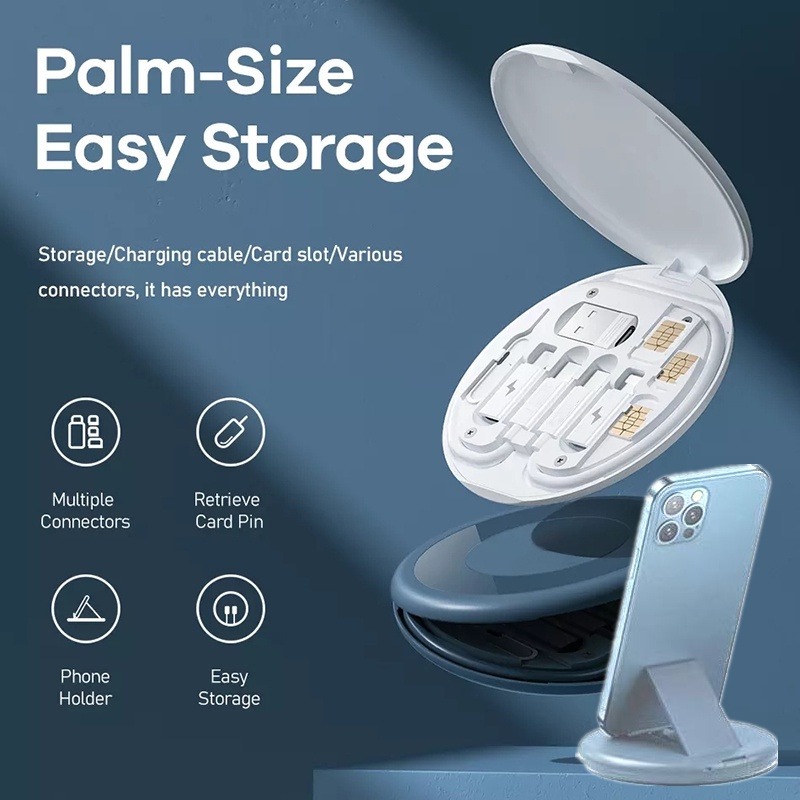 Palm-Size
Easy Storage
Storage/Charging cable/Card slot/Various
connectors, it has everything
Multiple
Connectors
Retrieve
Card Pin
Phone
Holder
Easy
Storage